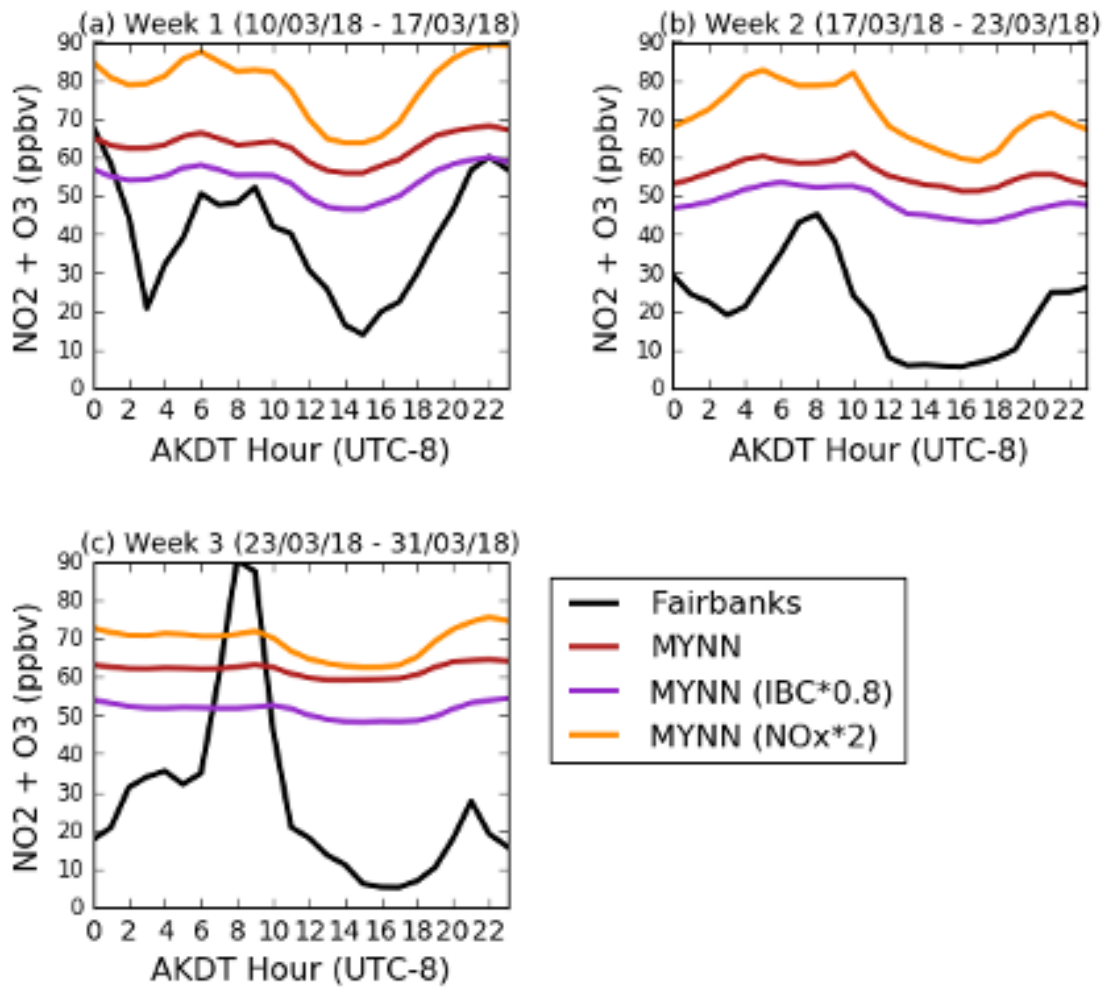 (a) Week 1 (10/03/18 - 17/03/18)
NO2 + O3 (ppbv)
90
80
70
60
50
40
30
20
10
0
0 2 4 6 8 10 12 14 16 18 20 22
AKDT Hour (UTC-8)
(b) Week 2 (17/03/18 - 23/03/18)
NO2 + O3 (ppbv)
90
80
70
60
50
40
30
20
10
0
0 2 4 6 8 10 12 14 16 18 20 22
AKDT Hour (UTC-8)
(c) Week 3 (23/03/18 - 31/03/18)
NO2 + O3 (ppbv)
90
80
70
60
50
40
30
20
10
0
0 2 4 6 8 10 12 14 16 18 20 22
AKDT Hour (UTC-8)
Fairbanks
MYNN
MYNN (IBC*0.8)
MYNN (NOx*2)